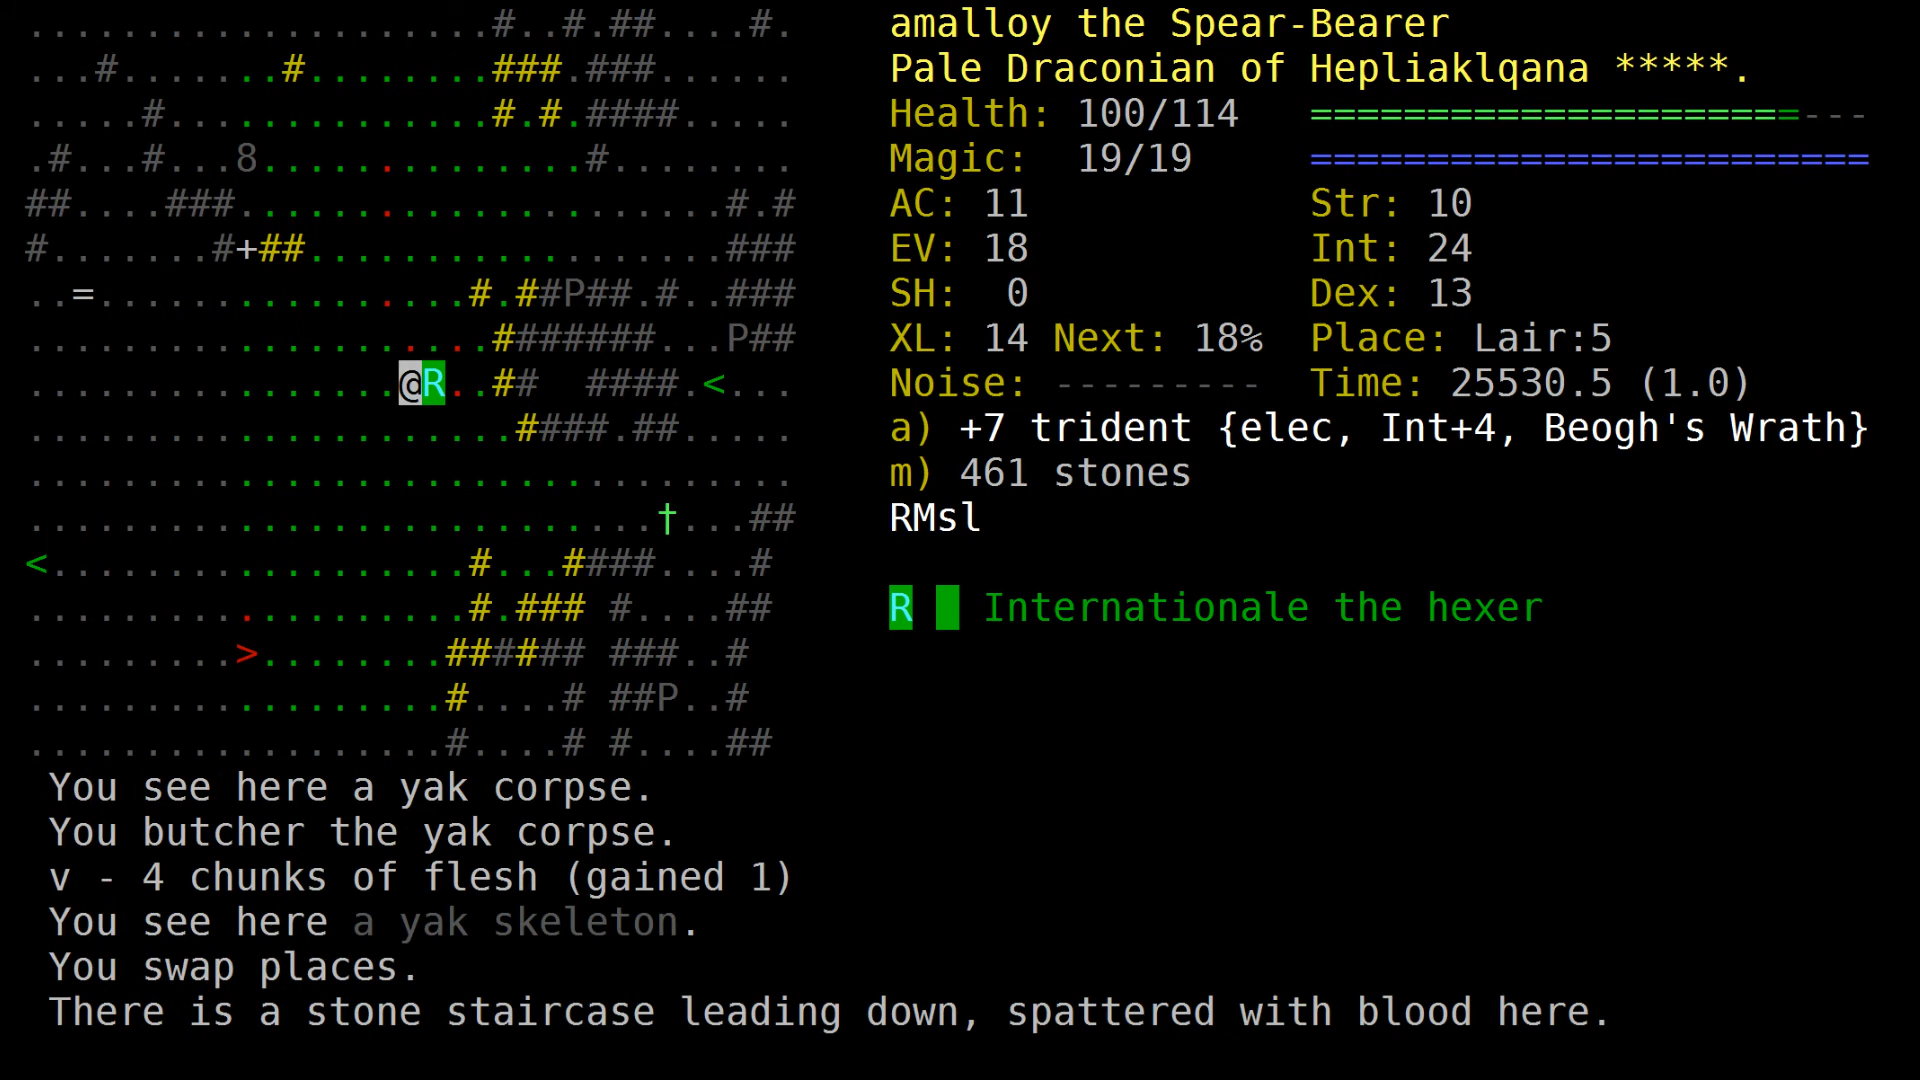 .....................#..#.##....#.
...#.......#........###.###......
.....#..............#.#.####.....
.#...#...8..............#........
##....###.....................#.#
#.......#+##..................###
..=................#.##P##.#..###
....................#######...P##
................@R..## ####.<...
.....................####.##.....
.................................
...........................†...##
<..................#...####....#
...................#.### #....##
.........>........###### ###..#
..................#....# ##P..#
..................#....# #....##
You see here a yak corpse.
You butcher the yak corpse.
v - 4 chunks of flesh (gained 1)
You see here a yak skeleton.
You swap places.
There is a stone staircase leading down, spattered with blood here.
amalloy the Spear-Bearer
Pale Draconian of Hepliaklqana *****.
Health: 100/114 =====================---
Magic: 19/19 ========================
AC: 11 Str: 10
EV: 18 Int: 24
SH: 0 Dex: 13
XL: 14 Next: 18% Place: Lair:5
Noise: --------- Time: 25530.5 (1.0)
a) +7 trident {elec, Int+4, Beogh's Wrath}
m) 461 stones
RMsl
R Internationale the hexer